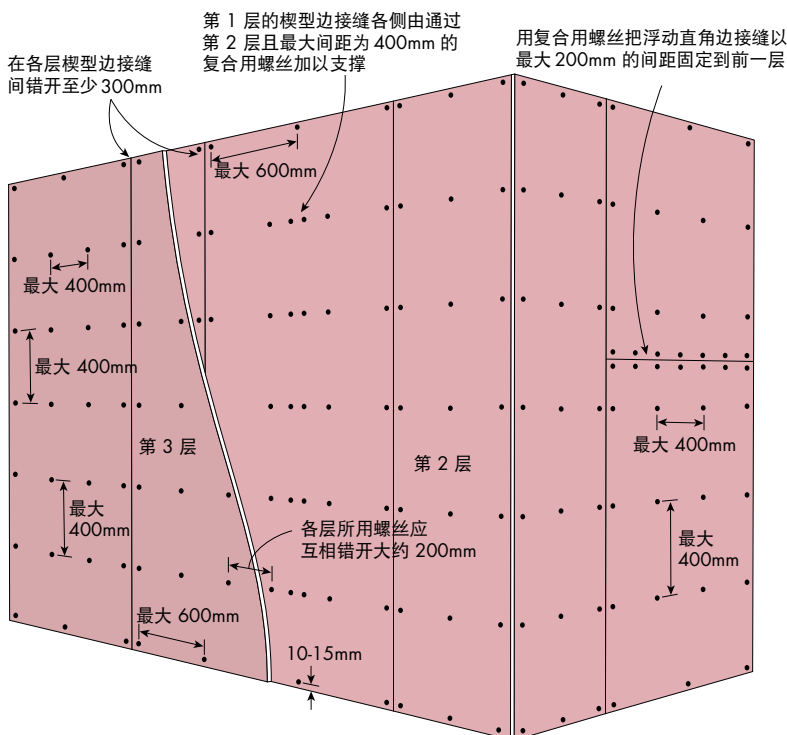 第 1 层的楔型边接缝各侧由通过
第 2 层且最大间距为 400mm 的
复合用螺丝加以支撑
用复合用螺丝把浮动直角边接缝以
最大 200mm 的间距固定到前一层
在各层楔型边接缝
间错开至少 300mm
最大 600mm
最大 400mm
最大 400mm
第 3 层
第 2 层
最大 400mm
最大
400mm
各层所用螺丝应
互相错开大约 200mm
最大
400mm
最大 600mm
10-15mm